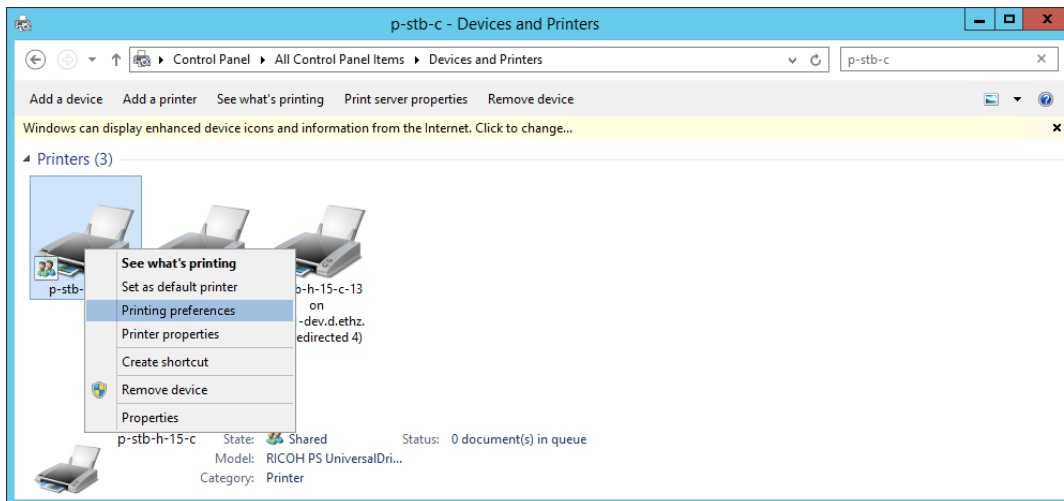 p-stb-c - Devices and Printers
Control Panel All Control Panel Items Devices and Printers
p-stb-c
Add a device Add a printer See what's printing Print server properties Remove device
Windows can display enhanced device icons and information from the Internet. Click to change...
Printers (3)
p-stb-
b-h-15-c-13
on
-dev.d.ethz.
edirected 4)
See what's printing
Set as default printer
Printing preferences
Printer properties
Create shortcut
Remove device
Properties
p-stb-h-15-c State: Shared Status: 0 document(s) in queue
Model: RICOH PS UniversalDri...
Category: Printer